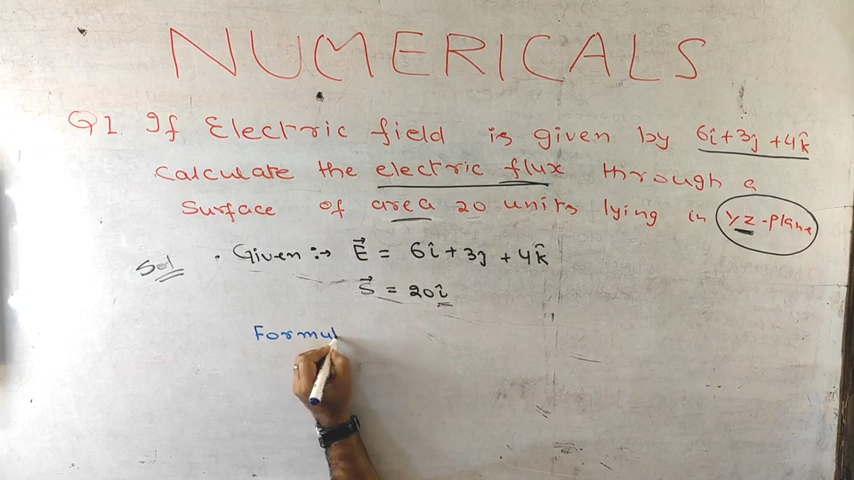 NUMERICALS
Q1. If Electric field is given by 6î+3ĵ+4k̂
Calculate the electric flux through a
Surface of area 20 units lying in YZ-plane
Sol . Given :→ E⃗ = 6î+3ĵ+4k̂
S⃗ = 20î
Formul